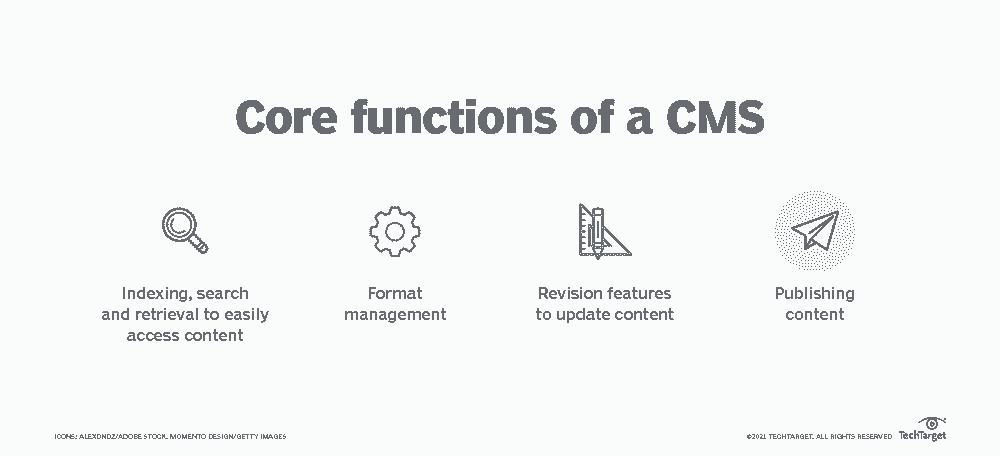 Core functions of a CMS
Indexing, search
and retrieval to easily
access content
Format
management
Revision features
to update content
Publishing
content
ICONS: ALEXDNDZ/ADOBE STOCK, MOMENTO DESIGN/GETTY IMAGES
©2021 TECHTARGET. ALL RIGHTS RESERVED
TechTarget